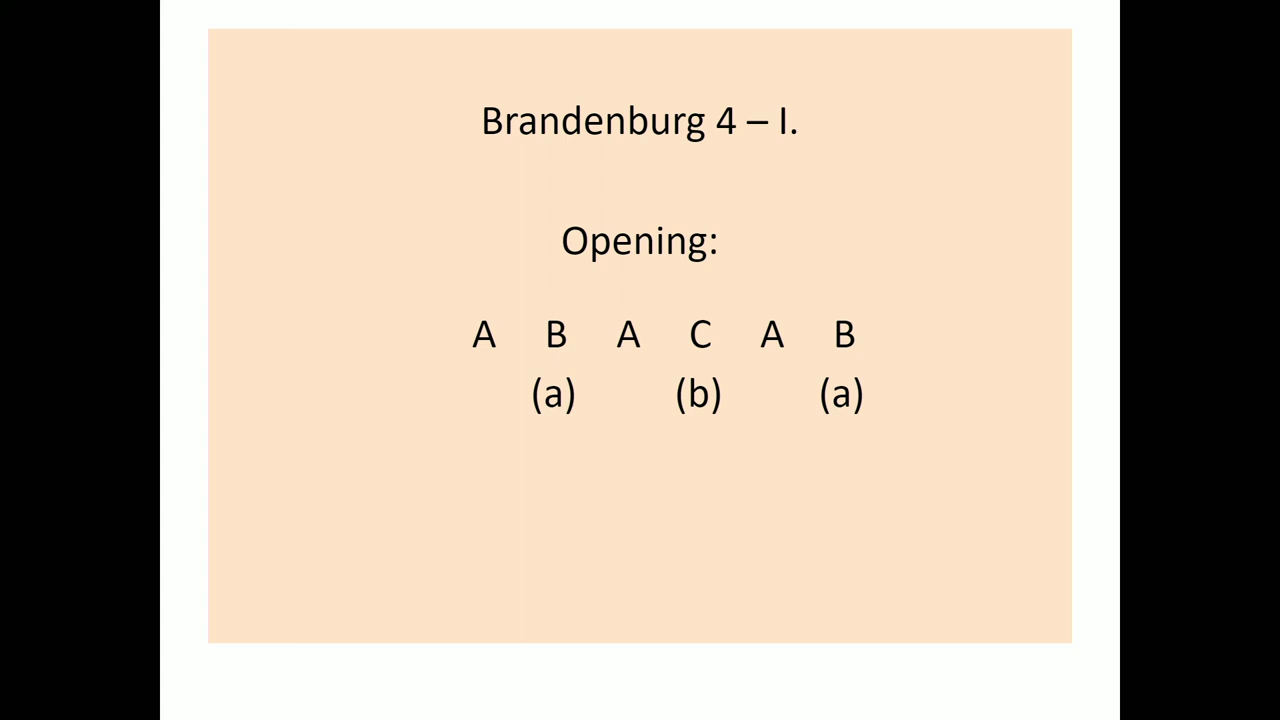 Brandenburg 4 – I.
Opening:
A B A C A B
(a) (b) (a)